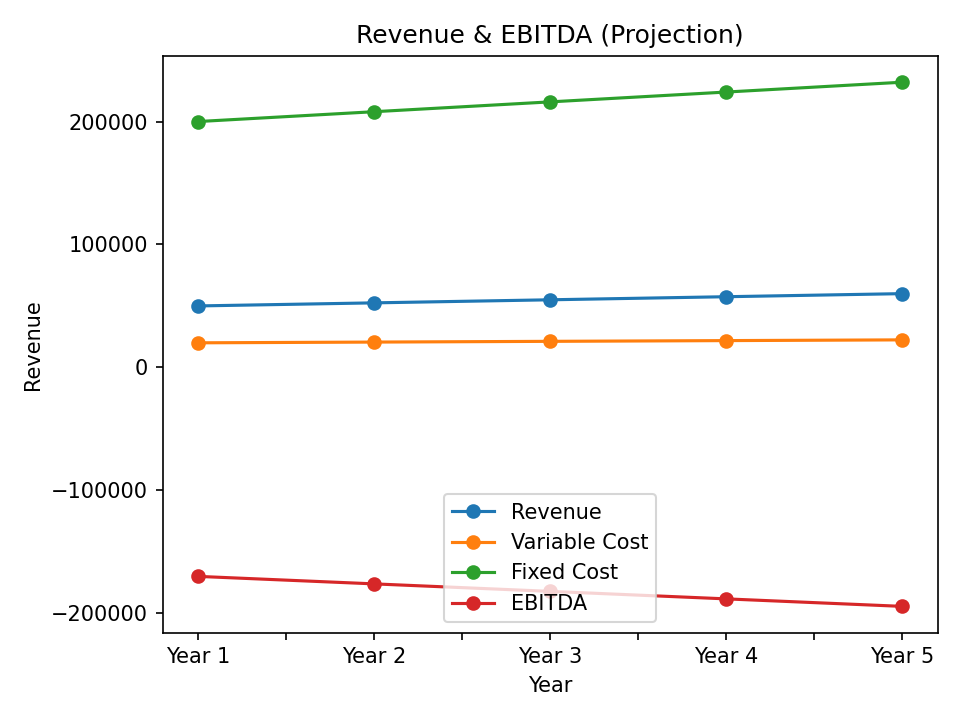 Revenue & EBITDA (Projection)
200000
100000
0
−100000
−200000
Revenue
Revenue
Variable Cost
Fixed Cost
EBITDA
Year 1
Year 2
Year 3
Year 4
Year 5
Year